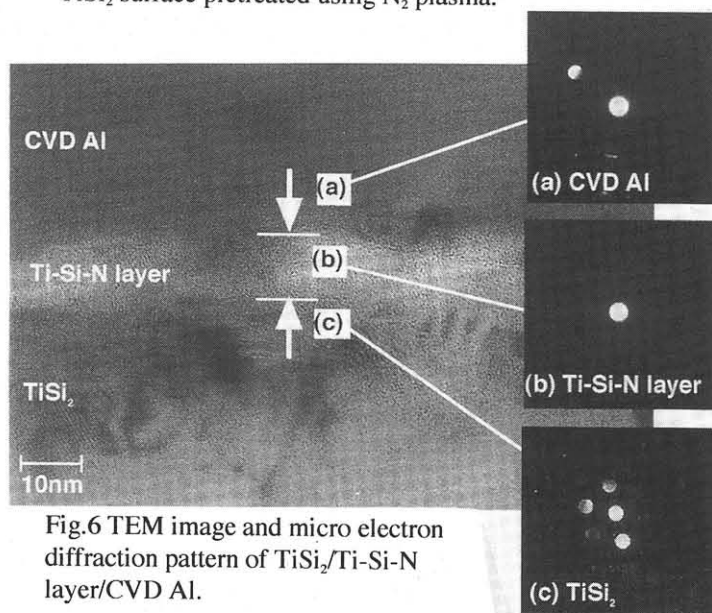 TiSi₂ surface pretreated using N₂ plasma.
CVD Al
(a)
Ti-Si-N layer
(b)
(c)
TiSi₂
10nm
(a) CVD Al
(b) Ti-Si-N layer
(c) TiSi₂
Fig.6 TEM image and micro electron
diffraction pattern of TiSi₂/Ti-Si-N
layer/CVD Al.